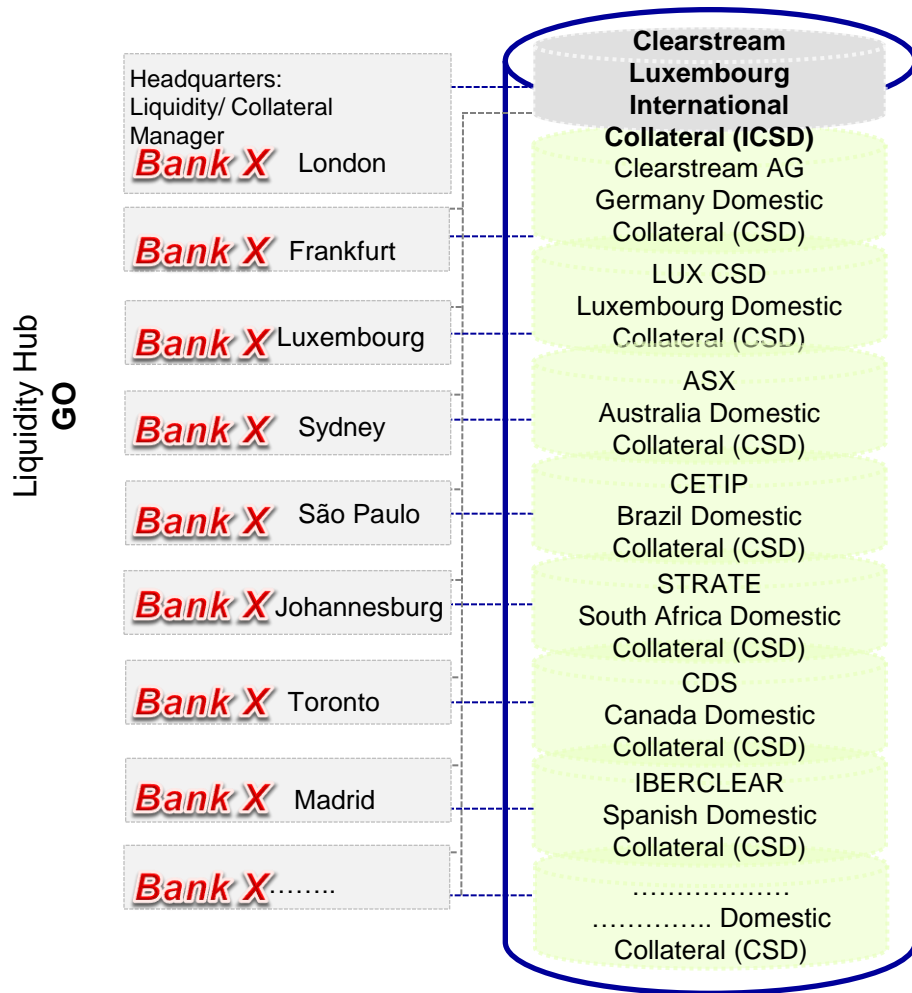 Liquidity Hub
GO
Headquarters:
Liquidity/ Collateral
Manager
Bank X London
Bank X Frankfurt
Bank X Luxembourg
Bank X Sydney
Bank X São Paulo
Bank X Johannesburg
Bank X Toronto
Bank X Madrid
Bank X ……..
Clearstream
Luxembourg
International
Collateral (ICSD)
Clearstream AG
Germany Domestic
Collateral (CSD)
LUX CSD
Luxembourg Domestic
Collateral (CSD)
ASX
Australia Domestic
Collateral (CSD)
CETIP
Brazil Domestic
Collateral (CSD)
STRATE
South Africa Domestic
Collateral (CSD)
CDS
Canada Domestic
Collateral (CSD)
IBERCLEAR
Spanish Domestic
Collateral (CSD)
...................
………….. Domestic
Collateral (CSD)